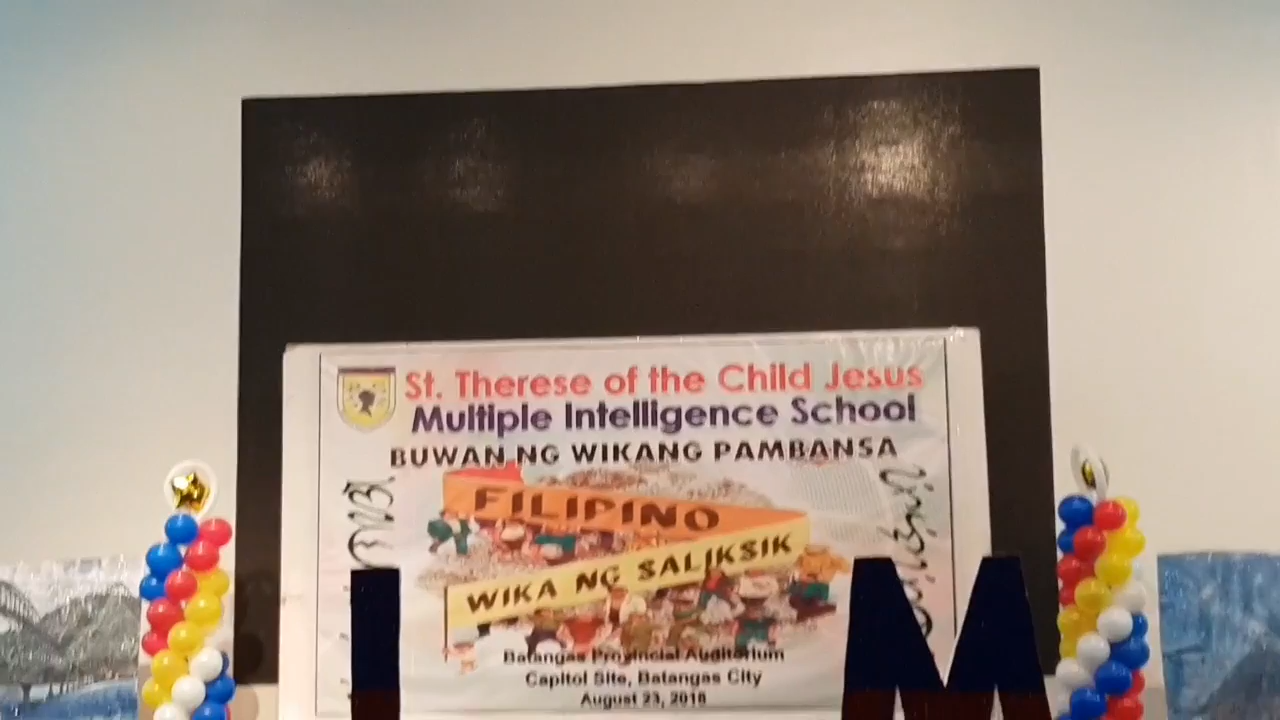 St. Therese of the Child Jesus
Multiple Intelligence School
BUWAN NG WIKANG PAMBANSA
FILIPINO
WIKA NG SALIKSIK
Batangas Provincial Auditorium
Capitol Site, Batangas City
August 23, 2018
I M